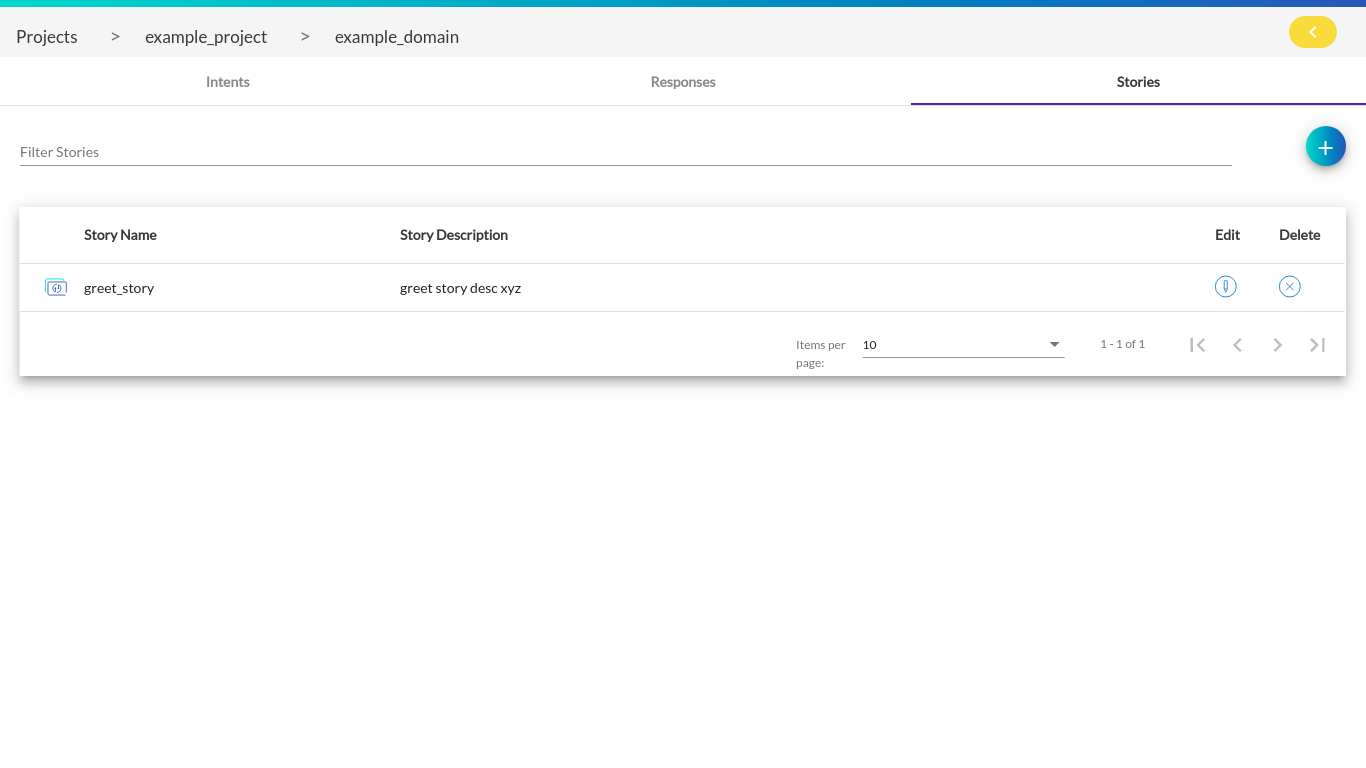 Projects > example_project > example_domain
Intents Responses Stories
Filter Stories
+
Story Name Story Description Edit Delete
greet_story greet story desc xyz
Items per page: 10 1 - 1 of 1